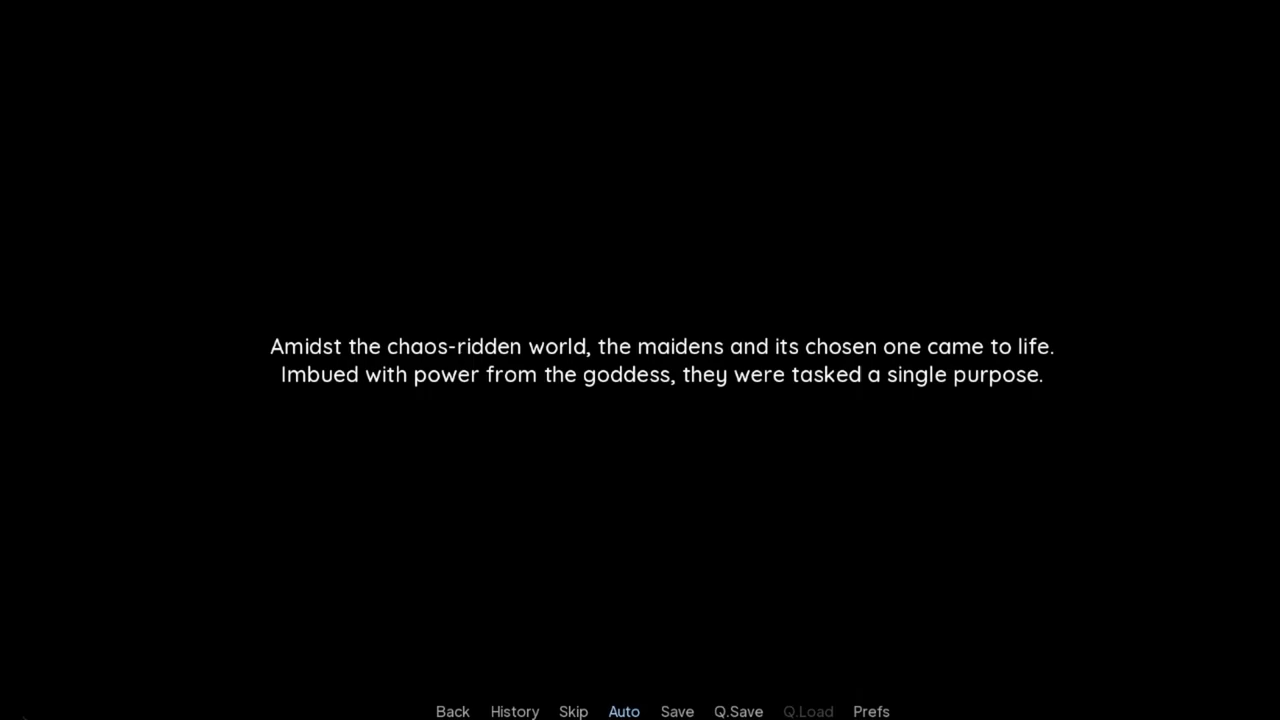 Amidst the chaos-ridden world, the maidens and its chosen one came to life.
Imbued with power from the goddess, they were tasked a single purpose.
Back History Skip Auto Save Q.Save Q.Load Prefs